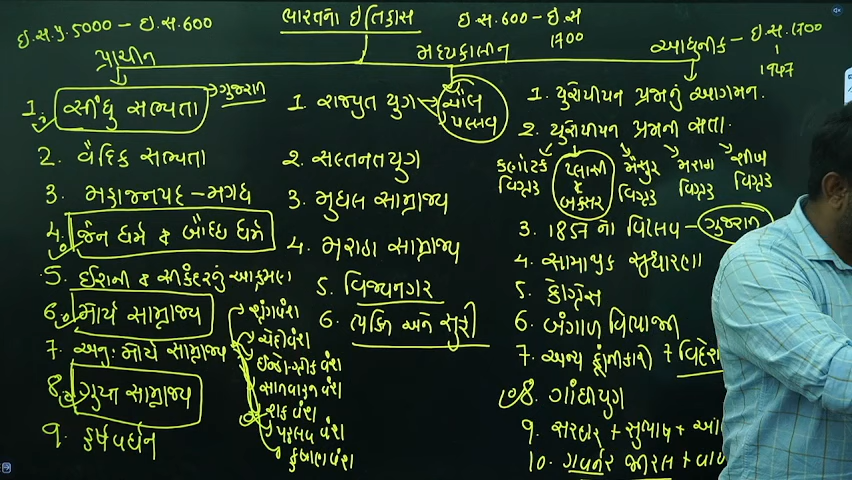 ભારતનો ઇતિહાસ
ઇ.સ.પૂ. 5000 - ઇ.સ. 600
પ્રાચીન
1. સીંધુ સભ્યતા → ગુજરાત
2. વૈદિક સભ્યતા
3. મહાજનપદ - મગધ
4. જૈન ધર્મ & બૌધ્ધ ધર્મ
5. ઈરાની & સીકંદરનું આક્રમણ
6. મૌર્ય સામ્રાજ્ય
7. અનુ. મૌર્ય સામ્રાજ્ય
શૃંગવંશ
ચેદીવંશ
ઇન્ડો-ગ્રીક વંશ
સાતવાહન વંશ
શક વંશ
પહલવ વંશ
કુષાણ વંશ
8. ગુપ્ત સામ્રાજ્ય
9. હર્ષવર્ધન
ઇ.સ. 600 - ઇ.સ 1700
મધ્યકાલીન
1. રાજપુત યુગ → ચોલ પલ્લવ
2. સલ્તનતયુગ
3. મુઘલ સામ્રાજ્ય
4. મરાઠા સામ્રાજ્ય
5. વિજયનગર
6. ભક્તિ અને સુફી
આધુનીક - ઇ.સ. 1700
1947
1. યુરોપીયન પ્રજાનું આગમન.
2. યુરોપીયન પ્રજાની સત્તા.
કર્ણાટક વિગ્રહ
પ્લાસી & બક્સર
મૈસુર વિગ્રહ
મરાઠા વિગ્રહ
શીખ વિગ્રહ
3. 1857 નો વિપ્લવ - ગુજરાત
4. સામાજીક સુધારણા
5. કોંગ્રેસ
6. બંગાળ વિભાજન
7. અન્ય ક્રાંતીકારી + વિદેશ
8. ગાંધીયુગ
9. સરદાર + સુભાષ +
10. ગવર્નર જનરલ +